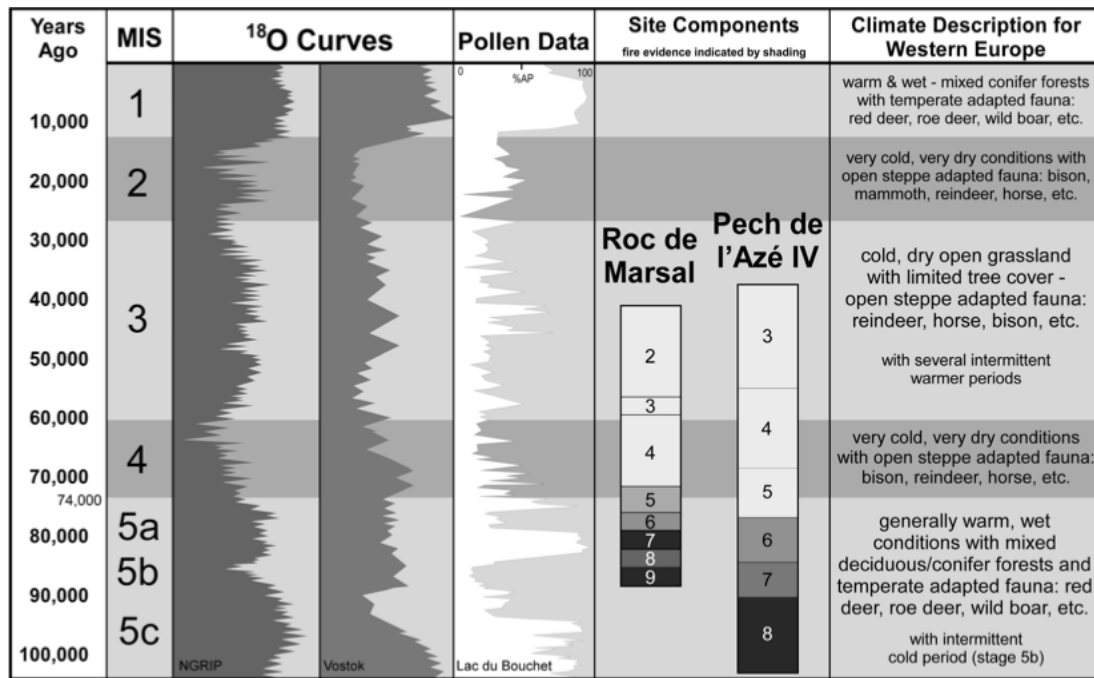 Years
Ago
MIS
18O Curves
Pollen Data
Site Components
fire evidence indicated by shading
Climate Description for
Western Europe
0
100
%AP
10,000
20,000
30,000
40,000
50,000
60,000
70,000
74,000
80,000
90,000
100,000
1
2
3
4
5a
5b
5c
NGRIP
Vostok
Lac du Bouchet
Roc de
Marsal
2
3
4
5
6
7
8
9
Pech de
l'Azé IV
3
4
5
6
7
8
warm & wet - mixed conifer forests
with temperate adapted fauna:
red deer, roe deer, wild boar, etc.
very cold, very dry conditions with
open steppe adapted fauna: bison,
mammoth, reindeer, horse, etc.
cold, dry open grassland
with limited tree cover -
open steppe adapted fauna:
reindeer, horse, bison, etc.
with several intermittent
warmer periods
very cold, very dry conditions
with open steppe adapted fauna:
bison, reindeer, horse, etc.
generally warm, wet
conditions with mixed
deciduous/conifer forests and
temperate adapted fauna: red
deer, roe deer, wild boar, etc.
with intermittent
cold period (stage 5b)